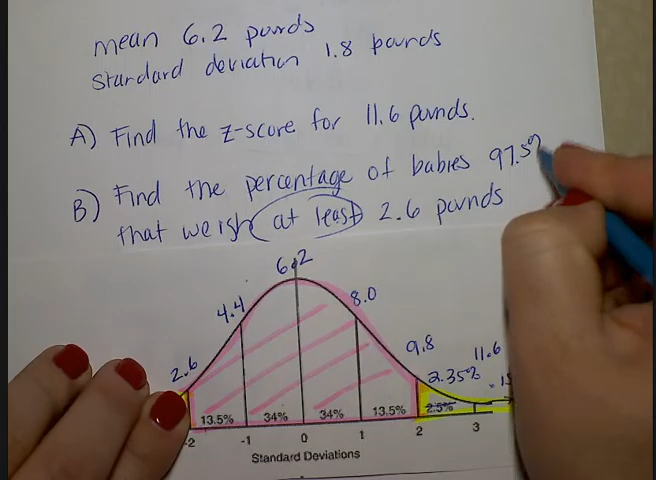 mean 6.2 pounds
standard deviation 1.8 pounds
A) Find the z-score for 11.6 pounds.
B) Find the percentage of babies 97.5%
that weigh at least 2.6 pounds
6.2
4.4 8.0
2.6 9.8 11.6
2.35%
13.5% 34% 34% 13.5% 2.5%
-2 -1 0 1 2 3
Standard Deviations